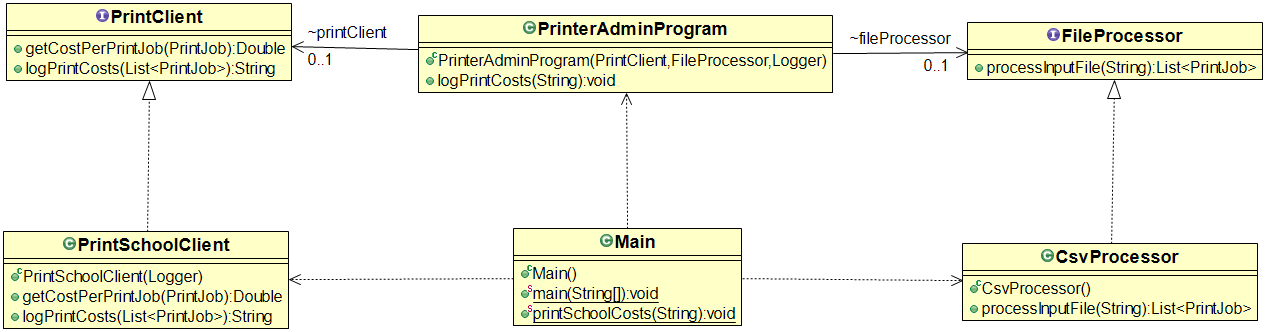 PrintClient
getCostPerPrintJob(PrintJob):Double
logPrintCosts(List<PrintJob>):String
~printClient
0..1
PrinterAdminProgram
PrinterAdminProgram(PrintClient,FileProcessor,Logger)
logPrintCosts(String):void
~fileProcessor
0..1
FileProcessor
processInputFile(String):List<PrintJob>
PrintSchoolClient
PrintSchoolClient(Logger)
getCostPerPrintJob(PrintJob):Double
logPrintCosts(List<PrintJob>):String
Main
Main()
main(String[]):void
printSchoolCosts(String):void
CsvProcessor
CsvProcessor()
processInputFile(String):List<PrintJob>